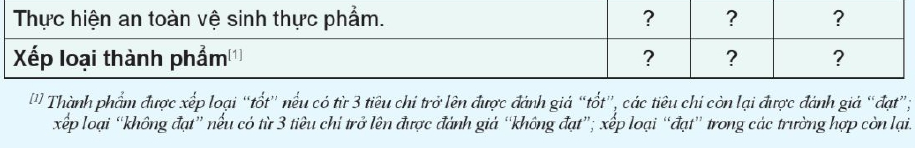 Thực hiện an toàn vệ sinh thực phẩm. ? ? ?
Xếp loại thành phẩm[1] ? ? ?
[1] Thành phẩm được xếp loại “tốt” nếu có từ 3 tiêu chí trở lên được đánh giá “tốt”, các tiêu chí còn lại được đánh giá “đạt”;
xếp loại “không đạt” nếu có từ 3 tiêu chí trở lên được đánh giá “không đạt”; xếp loại “đạt” trong các trường hợp còn lại.